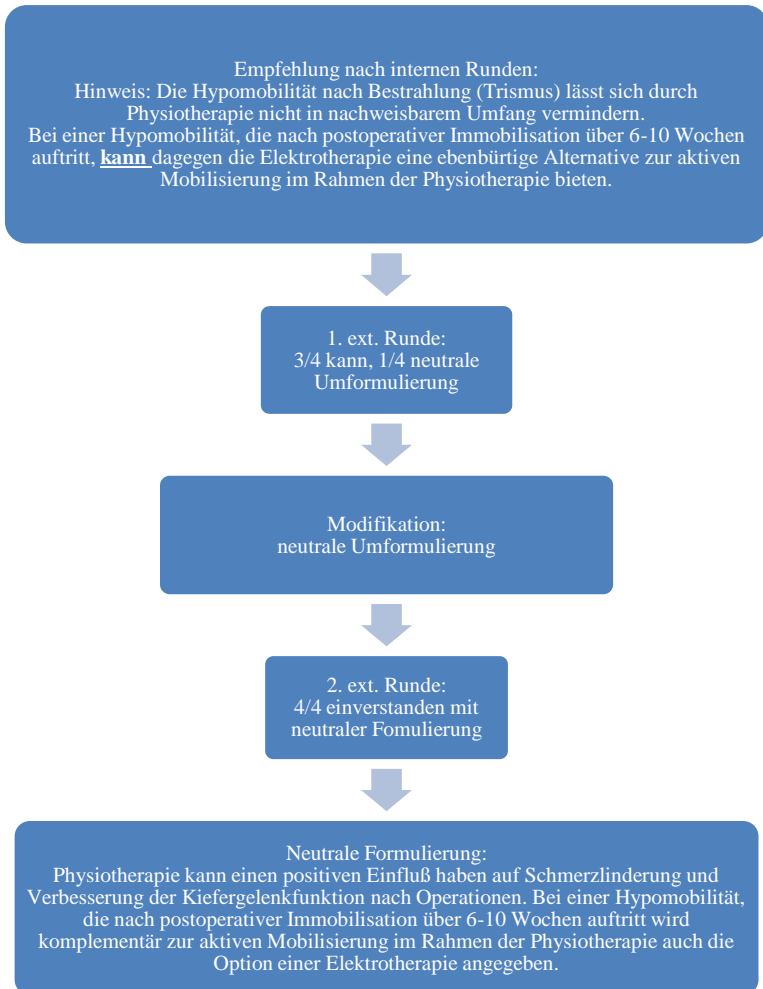 Empfehlung nach internen Runden:
Hinweis: Die Hypomobilität nach Bestrahlung (Trismus) lässt sich durch
Physiotherapie nicht in nachweisbarem Umfang vermindern.
Bei einer Hypomobilität, die nach postoperativer Immobilisation über 6-10 Wochen
auftritt, kann dagegen die Elektrotherapie eine ebenbürtige Alternative zur aktiven
Mobilisierung im Rahmen der Physiotherapie bieten.
1. ext. Runde:
3/4 kann, 1/4 neutrale
Umformulierung
Modifikation:
neutrale Umformulierung
2. ext. Runde:
4/4 einverstanden mit
neutraler Fomulierung
Neutrale Formulierung:
Physiotherapie kann einen positiven Einfluß haben auf Schmerzlinderung und
Verbesserung der Kiefergelenkfunktion nach Operationen. Bei einer Hypomobilität,
die nach postoperativer Immobilisation über 6-10 Wochen auftritt wird
komplementär zur aktiven Mobilisierung im Rahmen der Physiotherapie auch die
Option einer Elektrotherapie angegeben.